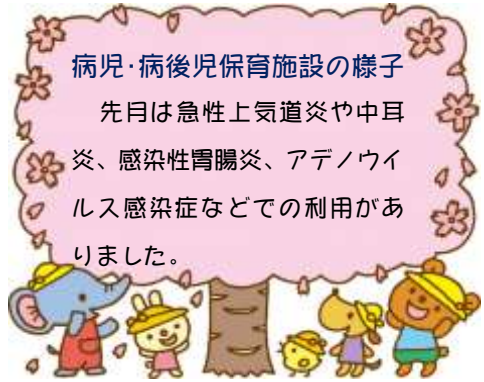 病児・病後児保育施設の様子
　先月は急性上気道炎や中耳
炎、感染性胃腸炎、アデノウイ
ルス感染症などでの利用があ
りました。